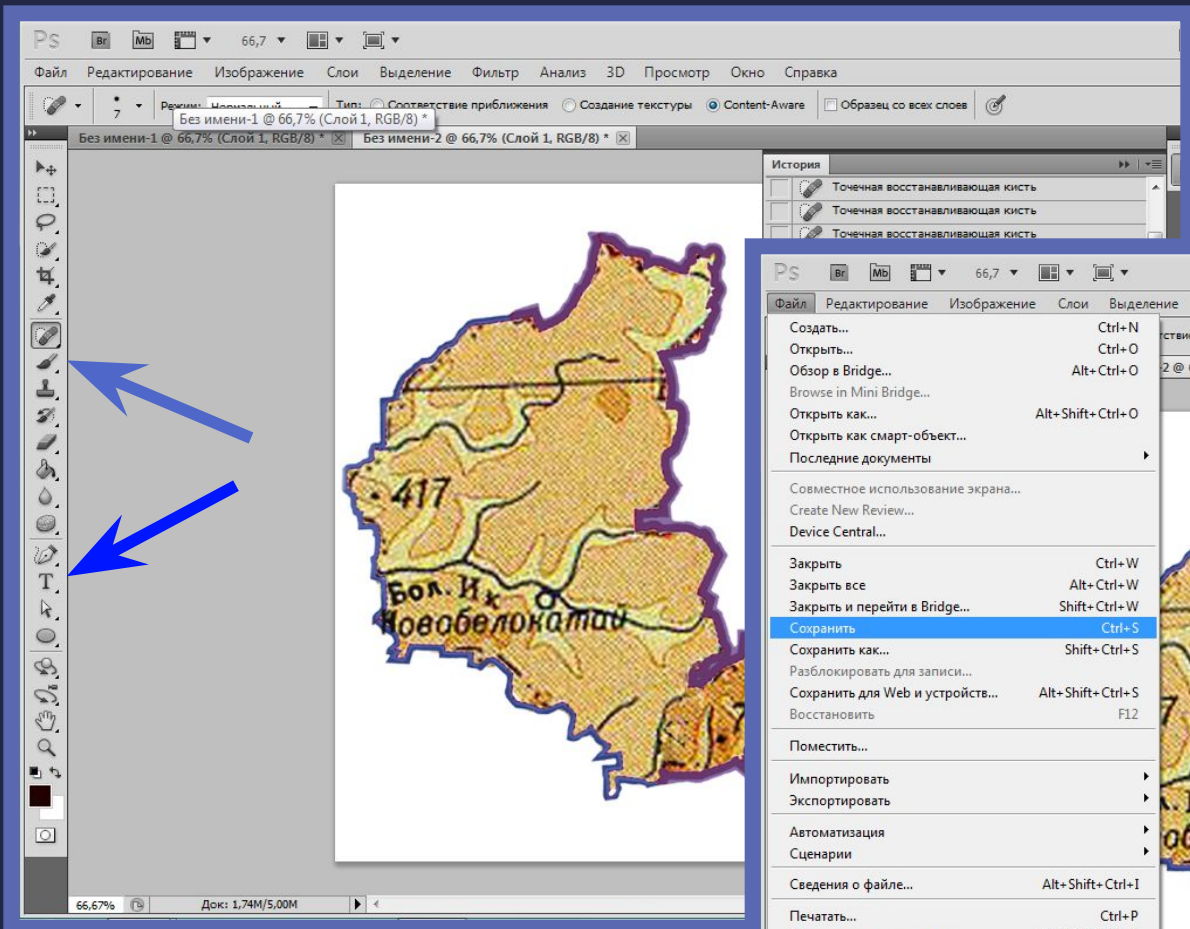 Ps Br Mb 66,7
Файл Редактирование Изображение Слои Выделение Фильтр Анализ 3D Просмотр Окно Справка
7 Режим: Нормальный Тип: Соответствие приближения Создание текстуры Content-Aware Образец со всех слоев
Без имени-1 @ 66,7% (Слой 1, RGB/8) *
Без имени-1 @ 66,7% (Слой 1, RGB/8) * Без имени-2 @ 66,7% (Слой 1, RGB/8) *
История
Точечная восстанавливающая кисть
Точечная восстанавливающая кисть
Точечная восстанавливающая кисть
417
Бол. Ик
Новобелокатай
7
66,67% Док: 1,74M/5,00M
Ps Br Mb 66,7
Файл Редактирование Изображение Слои Выделение
Создать... Ctrl+N
Открыть... Ctrl+O
Обзор в Bridge... Alt+Ctrl+O
Browse in Mini Bridge...
Открыть как... Alt+Shift+Ctrl+O
Открыть как смарт-объект...
Последние документы
Совместное использование экрана...
Create New Review...
Device Central...
Закрыть Ctrl+W
Закрыть все Alt+Ctrl+W
Закрыть и перейти в Bridge... Shift+Ctrl+W
Сохранить Ctrl+S
Сохранить как... Shift+Ctrl+S
Разблокировать для записи...
Сохранить для Web и устройств... Alt+Shift+Ctrl+S
Восстановить F12
Поместить...
Импортировать
Экспортировать
Автоматизация
Сценарии
Сведения о файле... Alt+Shift+Ctrl+I
Печатать... Ctrl+P